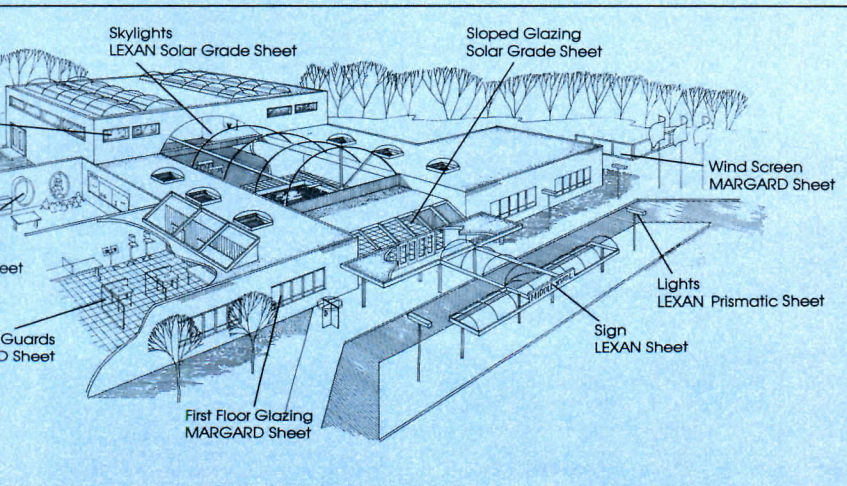 Skylights
LEXAN Solar Grade Sheet
Sloped Glazing
Solar Grade Sheet
Wind Screen
MARGARD Sheet
eet
Lights
LEXAN Prismatic Sheet
Guards
D Sheet
Sign
LEXAN Sheet
First Floor Glazing
MARGARD Sheet